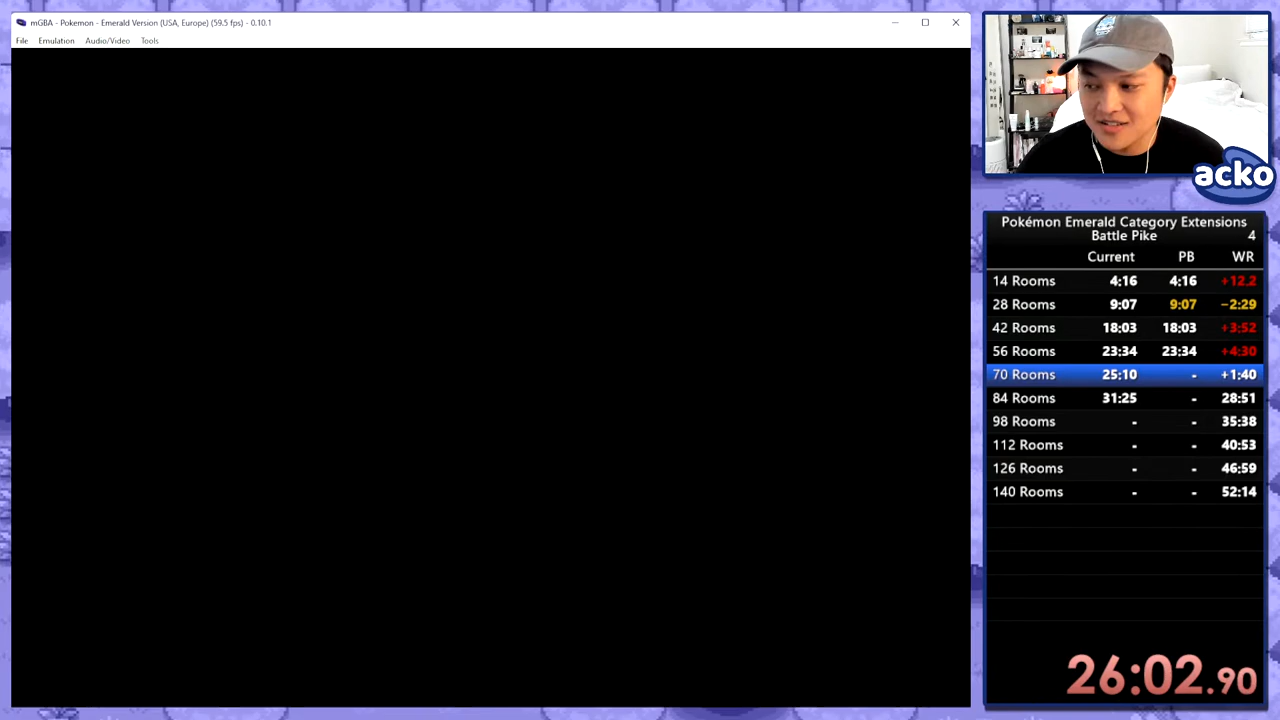 mGBA - Pokemon - Emerald Version (USA, Europe) (59.5 fps) - 0.10.1
File Emulation Audio/Video Tools
acko
Pokémon Emerald Category Extensions
Battle Pike 4
Current PB WR
14 Rooms 4:16 4:16 +12.2
28 Rooms 9:07 9:07 −2:29
42 Rooms 18:03 18:03 +3:52
56 Rooms 23:34 23:34 +4:30
70 Rooms 25:10 - +1:40
84 Rooms 31:25 - 28:51
98 Rooms - - 35:38
112 Rooms - - 40:53
126 Rooms - - 46:59
140 Rooms - - 52:14
26:02.90